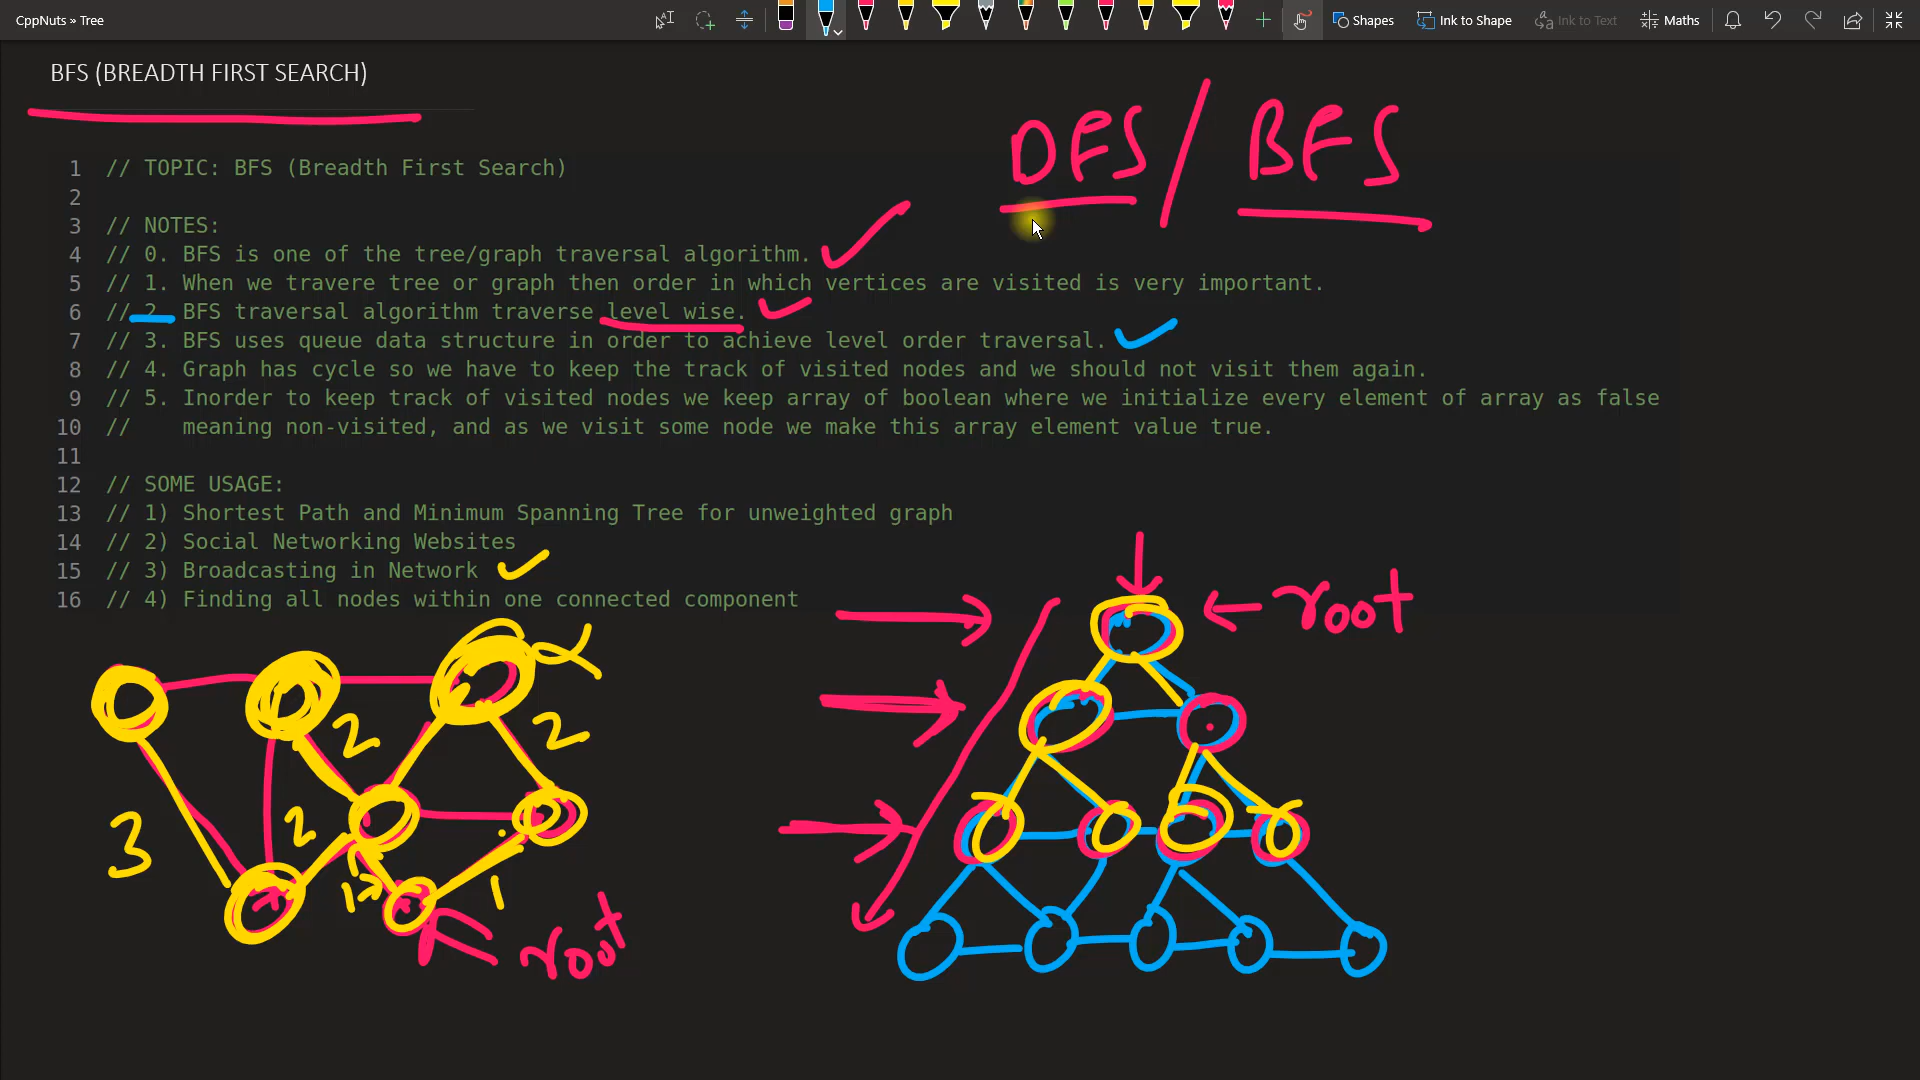 CppNuts » Tree
Shapes Ink to Shape Ink to Text Maths
BFS (BREADTH FIRST SEARCH)
DFS / BFS
1 // TOPIC: BFS (Breadth First Search)
2
3 // NOTES:
4 // 0. BFS is one of the tree/graph traversal algorithm.
5 // 1. When we travere tree or graph then order in which vertices are visited is very important.
6 // 2. BFS traversal algorithm traverse level wise.
7 // 3. BFS uses queue data structure in order to achieve level order traversal.
8 // 4. Graph has cycle so we have to keep the track of visited nodes and we should not visit them again.
9 // 5. Inorder to keep track of visited nodes we keep array of boolean where we initialize every element of array as false
10 // meaning non-visited, and as we visit some node we make this array element value true.
11
12 // SOME USAGE:
13 // 1) Shortest Path and Minimum Spanning Tree for unweighted graph
14 // 2) Social Networking Websites
15 // 3) Broadcasting in Network
16 // 4) Finding all nodes within one connected component
root
2 2
3 2
1 1
root